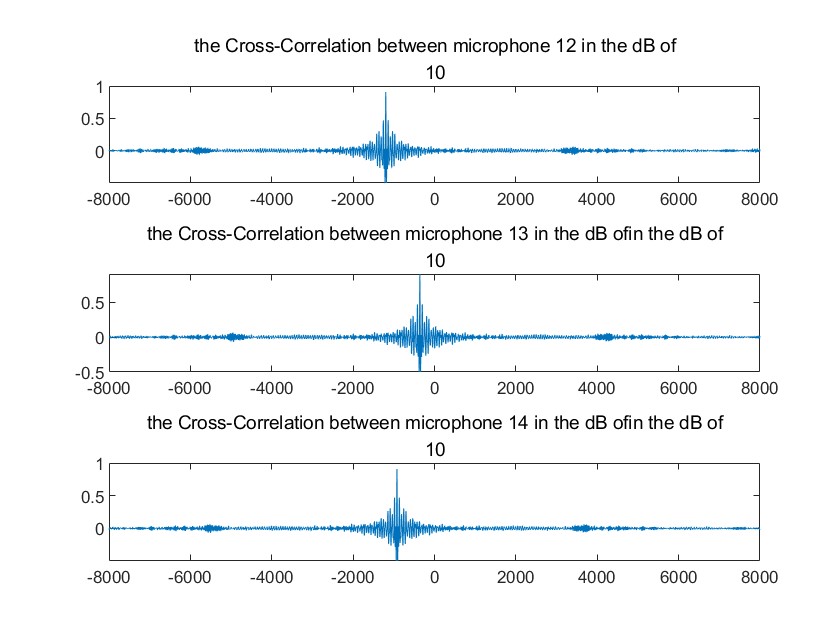 the Cross-Correlation between microphone 12 in the dB of
10
1
0.5
0
-8000 -6000 -4000 -2000 0 2000 4000 6000 8000
the Cross-Correlation between microphone 13 in the dB ofin the dB of
10
0.5
0
-0.5
-8000 -6000 -4000 -2000 0 2000 4000 6000 8000
the Cross-Correlation between microphone 14 in the dB ofin the dB of
10
1
0.5
0
-8000 -6000 -4000 -2000 0 2000 4000 6000 8000